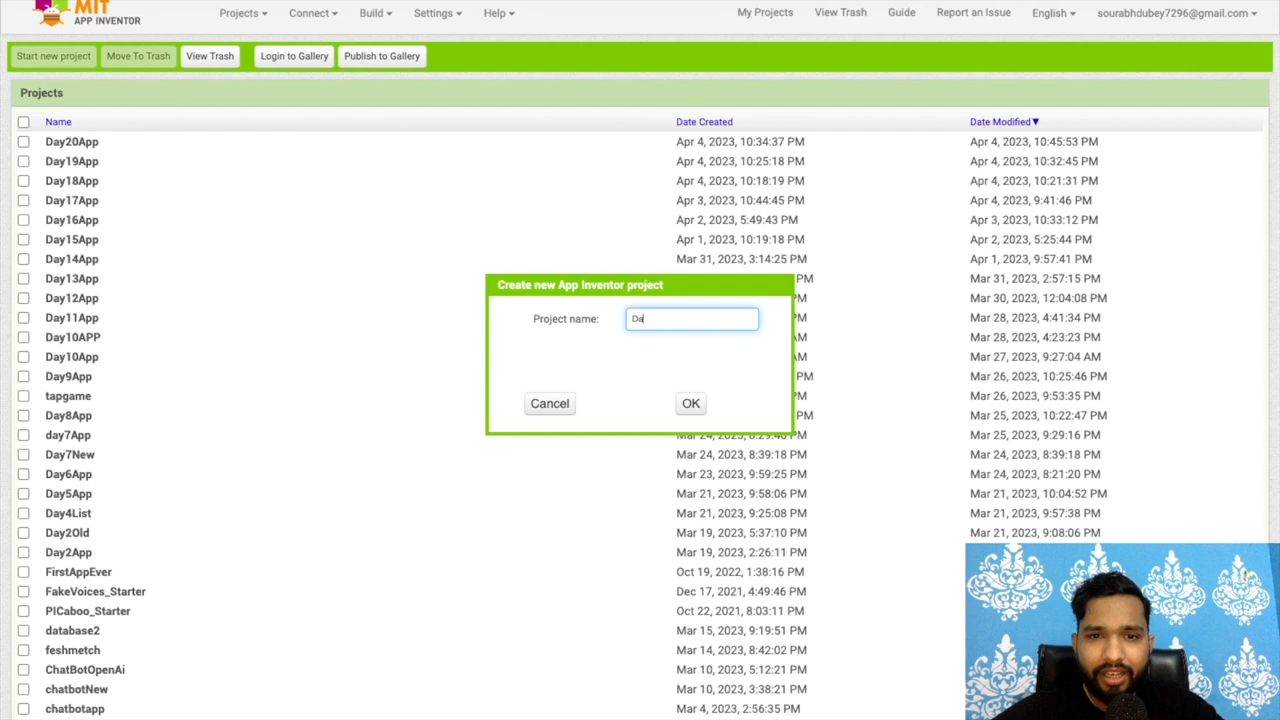 MIT
APP INVENTOR
Projects Connect Build Settings Help My Projects View Trash Guide Report an Issue English sourabhdubey7296@gmail.com
Start new project Move To Trash View Trash Login to Gallery Publish to Gallery
Projects
Name Date Created Date Modified
Day20App Apr 4, 2023, 10:34:37 PM Apr 4, 2023, 10:45:53 PM
Day19App Apr 4, 2023, 10:25:18 PM Apr 4, 2023, 10:32:45 PM
Day18App Apr 4, 2023, 10:18:19 PM Apr 4, 2023, 10:21:31 PM
Day17App Apr 3, 2023, 10:44:45 PM Apr 4, 2023, 9:41:46 PM
Day16App Apr 2, 2023, 5:49:43 PM Apr 3, 2023, 10:33:12 PM
Day15App Apr 1, 2023, 10:19:18 PM Apr 2, 2023, 5:25:44 PM
Day14App Mar 31, 2023, 3:14:25 PM Apr 1, 2023, 9:57:41 PM
Day13App PM Mar 31, 2023, 2:57:15 PM
Create new App Inventor project
Day12App Mar 30, 2023, 12:04:08 PM
Day11App Mar 28, 2023, 4:41:34 PM
Project name: Da
Day10APP Mar 28, 2023, 4:23:23 PM
Day10App Mar 27, 2023, 9:27:04 AM
Day9App PM Mar 26, 2023, 10:25:46 PM
tapgame Mar 26, 2023, 9:53:35 PM
Cancel OK
Day8App PM Mar 25, 2023, 10:22:47 PM
day7App Mar 24, 2023, 8:29:40 PM Mar 25, 2023, 9:29:16 PM
Day7New Mar 24, 2023, 8:39:18 PM Mar 24, 2023, 8:39:18 PM
Day6App Mar 23, 2023, 9:59:25 PM Mar 24, 2023, 8:21:20 PM
Day5App Mar 21, 2023, 9:58:06 PM Mar 21, 2023, 10:04:52 PM
Day4List Mar 21, 2023, 9:25:08 PM Mar 21, 2023, 9:57:38 PM
Day2Old Mar 19, 2023, 5:37:10 PM Mar 21, 2023, 9:08:06 PM
Day2App Mar 19, 2023, 2:26:11 PM
FirstAppEver Oct 19, 2022, 1:38:16 PM
FakeVoices_Starter Dec 17, 2021, 4:49:46 PM
PICaboo_Starter Oct 22, 2021, 8:03:11 PM
database2 Mar 15, 2023, 9:19:51 PM
feshmetch Mar 14, 2023, 8:42:02 PM
ChatBotOpenAi Mar 10, 2023, 5:12:21 PM
chatbotNew Mar 10, 2023, 3:38:21 PM
chatbotapp Mar 4, 2023, 2:56:35 PM